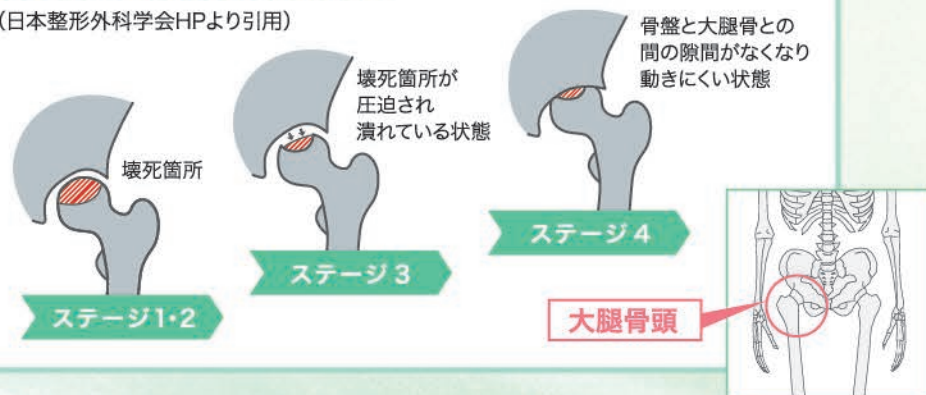 (日本整形外科学会HPより引用)
壊死箇所
ステージ1・2
壊死箇所が
圧迫され
潰れている状態
ステージ3
骨盤と大腿骨との
間の隙間がなくなり
動きにくい状態
ステージ4
大腿骨頭